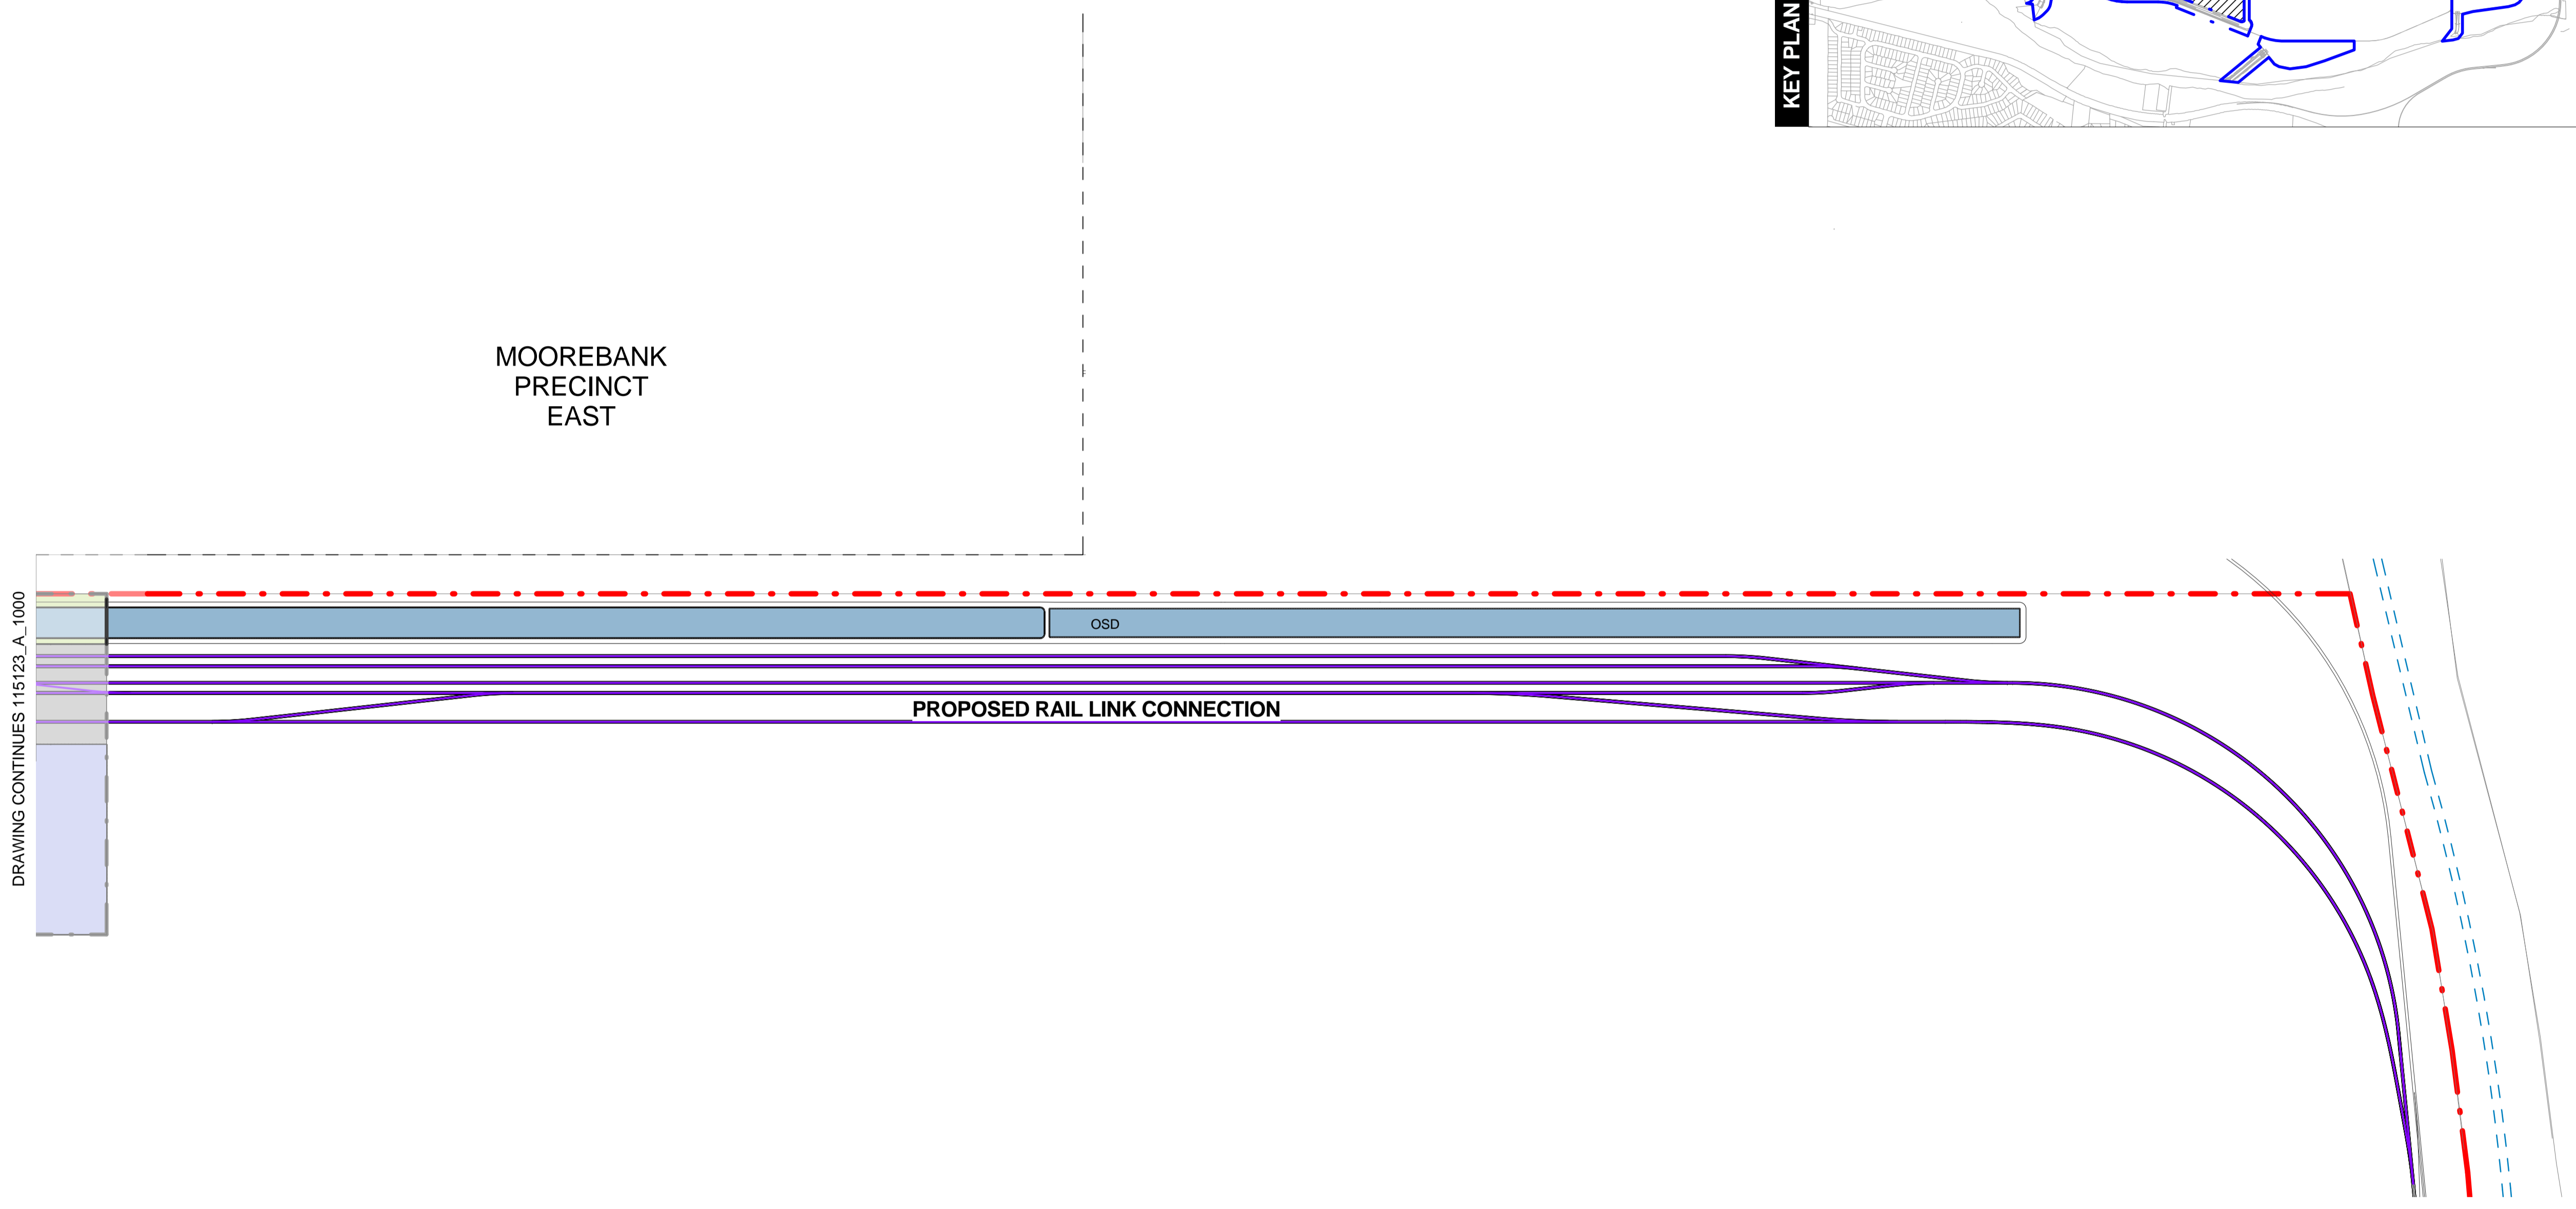 KEY PLAN
MOOREBANK
PRECINCT
EAST
DRAWING CONTINUES 115123_A_1000
OSD
PROPOSED RAIL LINK CONNECTION